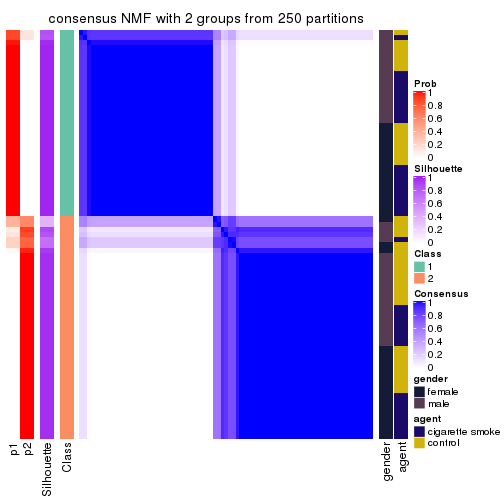 consensus NMF with 2 groups from 250 partitions
Prob
1
0.8
0.6
0.4
0.2
0
Silhouette
1
0.8
0.6
0.4
0.2
0
Class
1
2
Consensus
1
0.8
0.6
0.4
0.2
0
gender
female
male
agent
cigarette smoke
control
p1
p2
Silhouette
Class
gender
agent